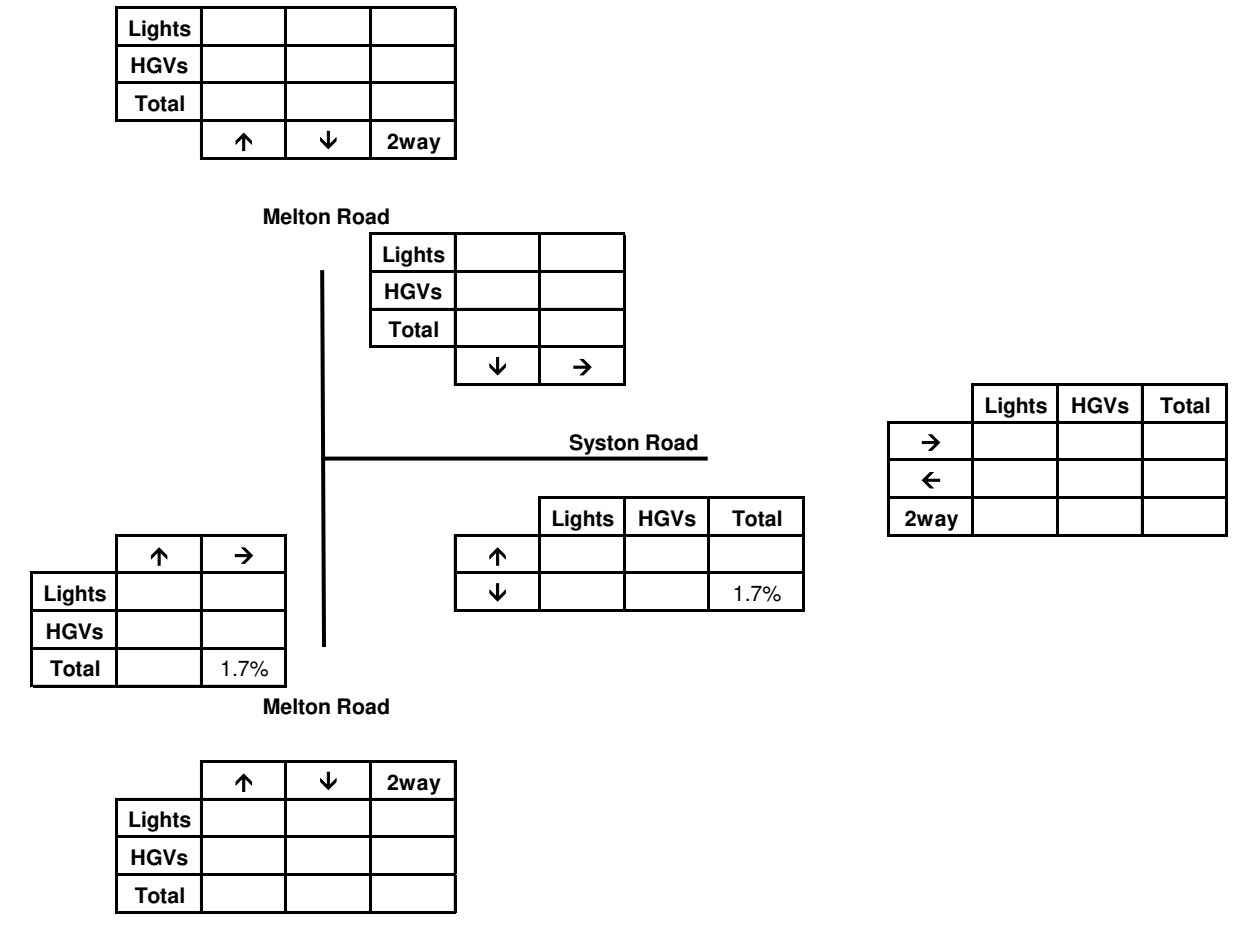 Lights
HGVs
Total
↑ ↓ 2way
Melton Road
Lights
HGVs
Total
↓ →
Lights HGVs Total
→
←
2way
Syston Road
Lights HGVs Total
↑
↓ 1.7%
↑ →
Lights
HGVs
Total 1.7%
Melton Road
↑ ↓ 2way
Lights
HGVs
Total